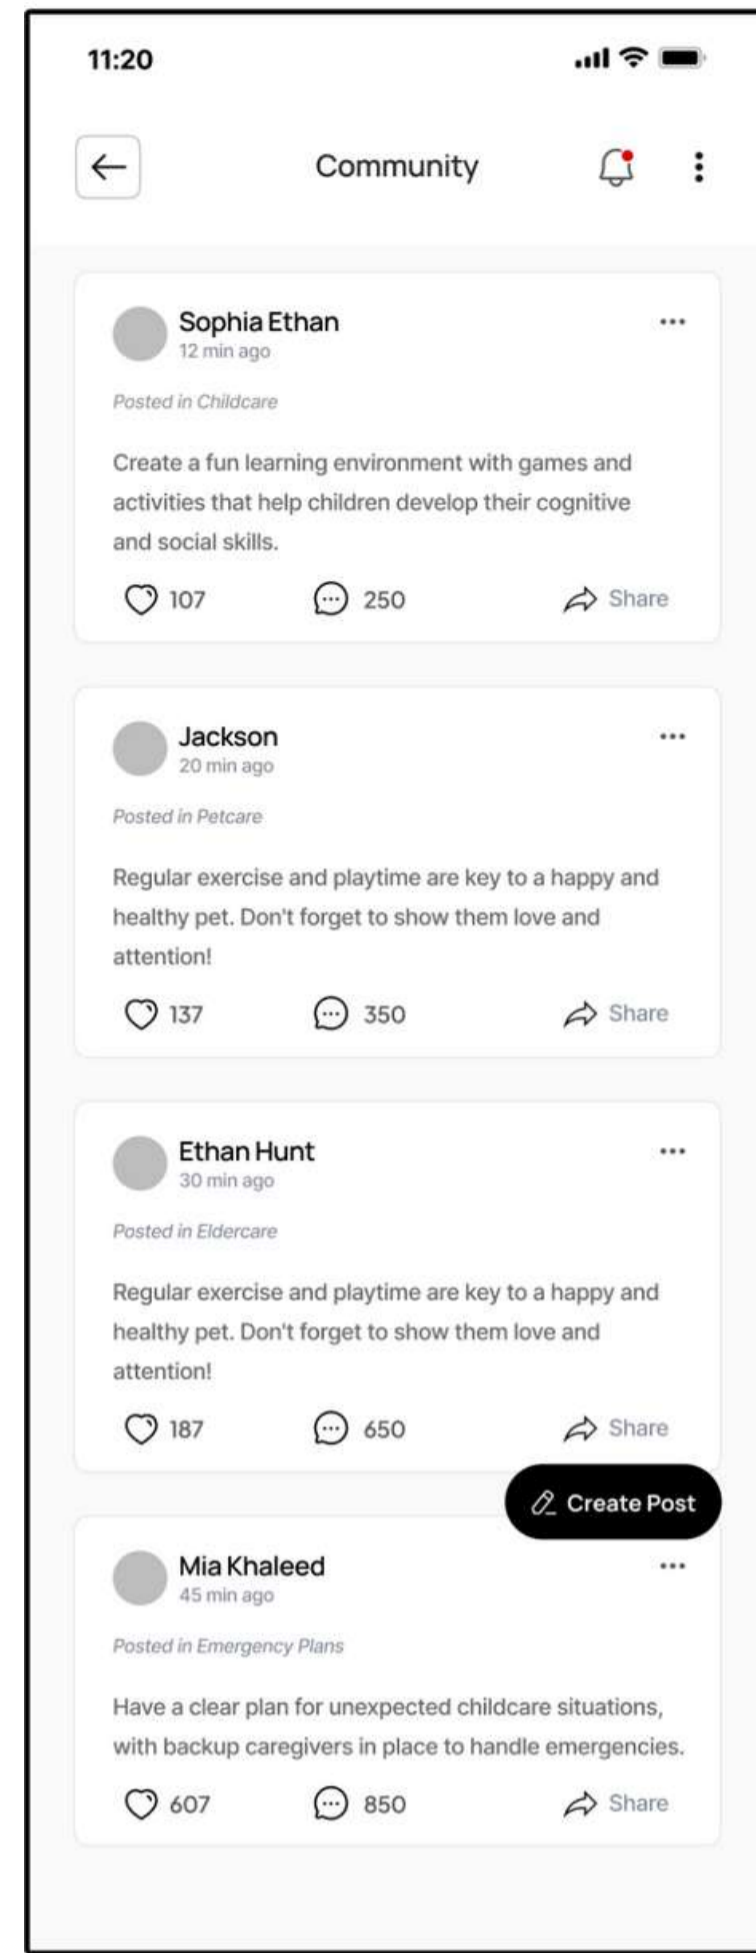 11:20
Community
Sophia Ethan
12 min ago
Posted in Childcare
Create a fun learning environment with games and
activities that help children develop their cognitive
and social skills.
107 250 Share
Jackson
20 min ago
Posted in Petcare
Regular exercise and playtime are key to a happy and
healthy pet. Don't forget to show them love and
attention!
137 350 Share
Ethan Hunt
30 min ago
Posted in Eldercare
Regular exercise and playtime are key to a happy and
healthy pet. Don't forget to show them love and
attention!
187 650 Share
Create Post
Mia Khaleed
45 min ago
Posted in Emergency Plans
Have a clear plan for unexpected childcare situations,
with backup caregivers in place to handle emergencies.
607 850 Share